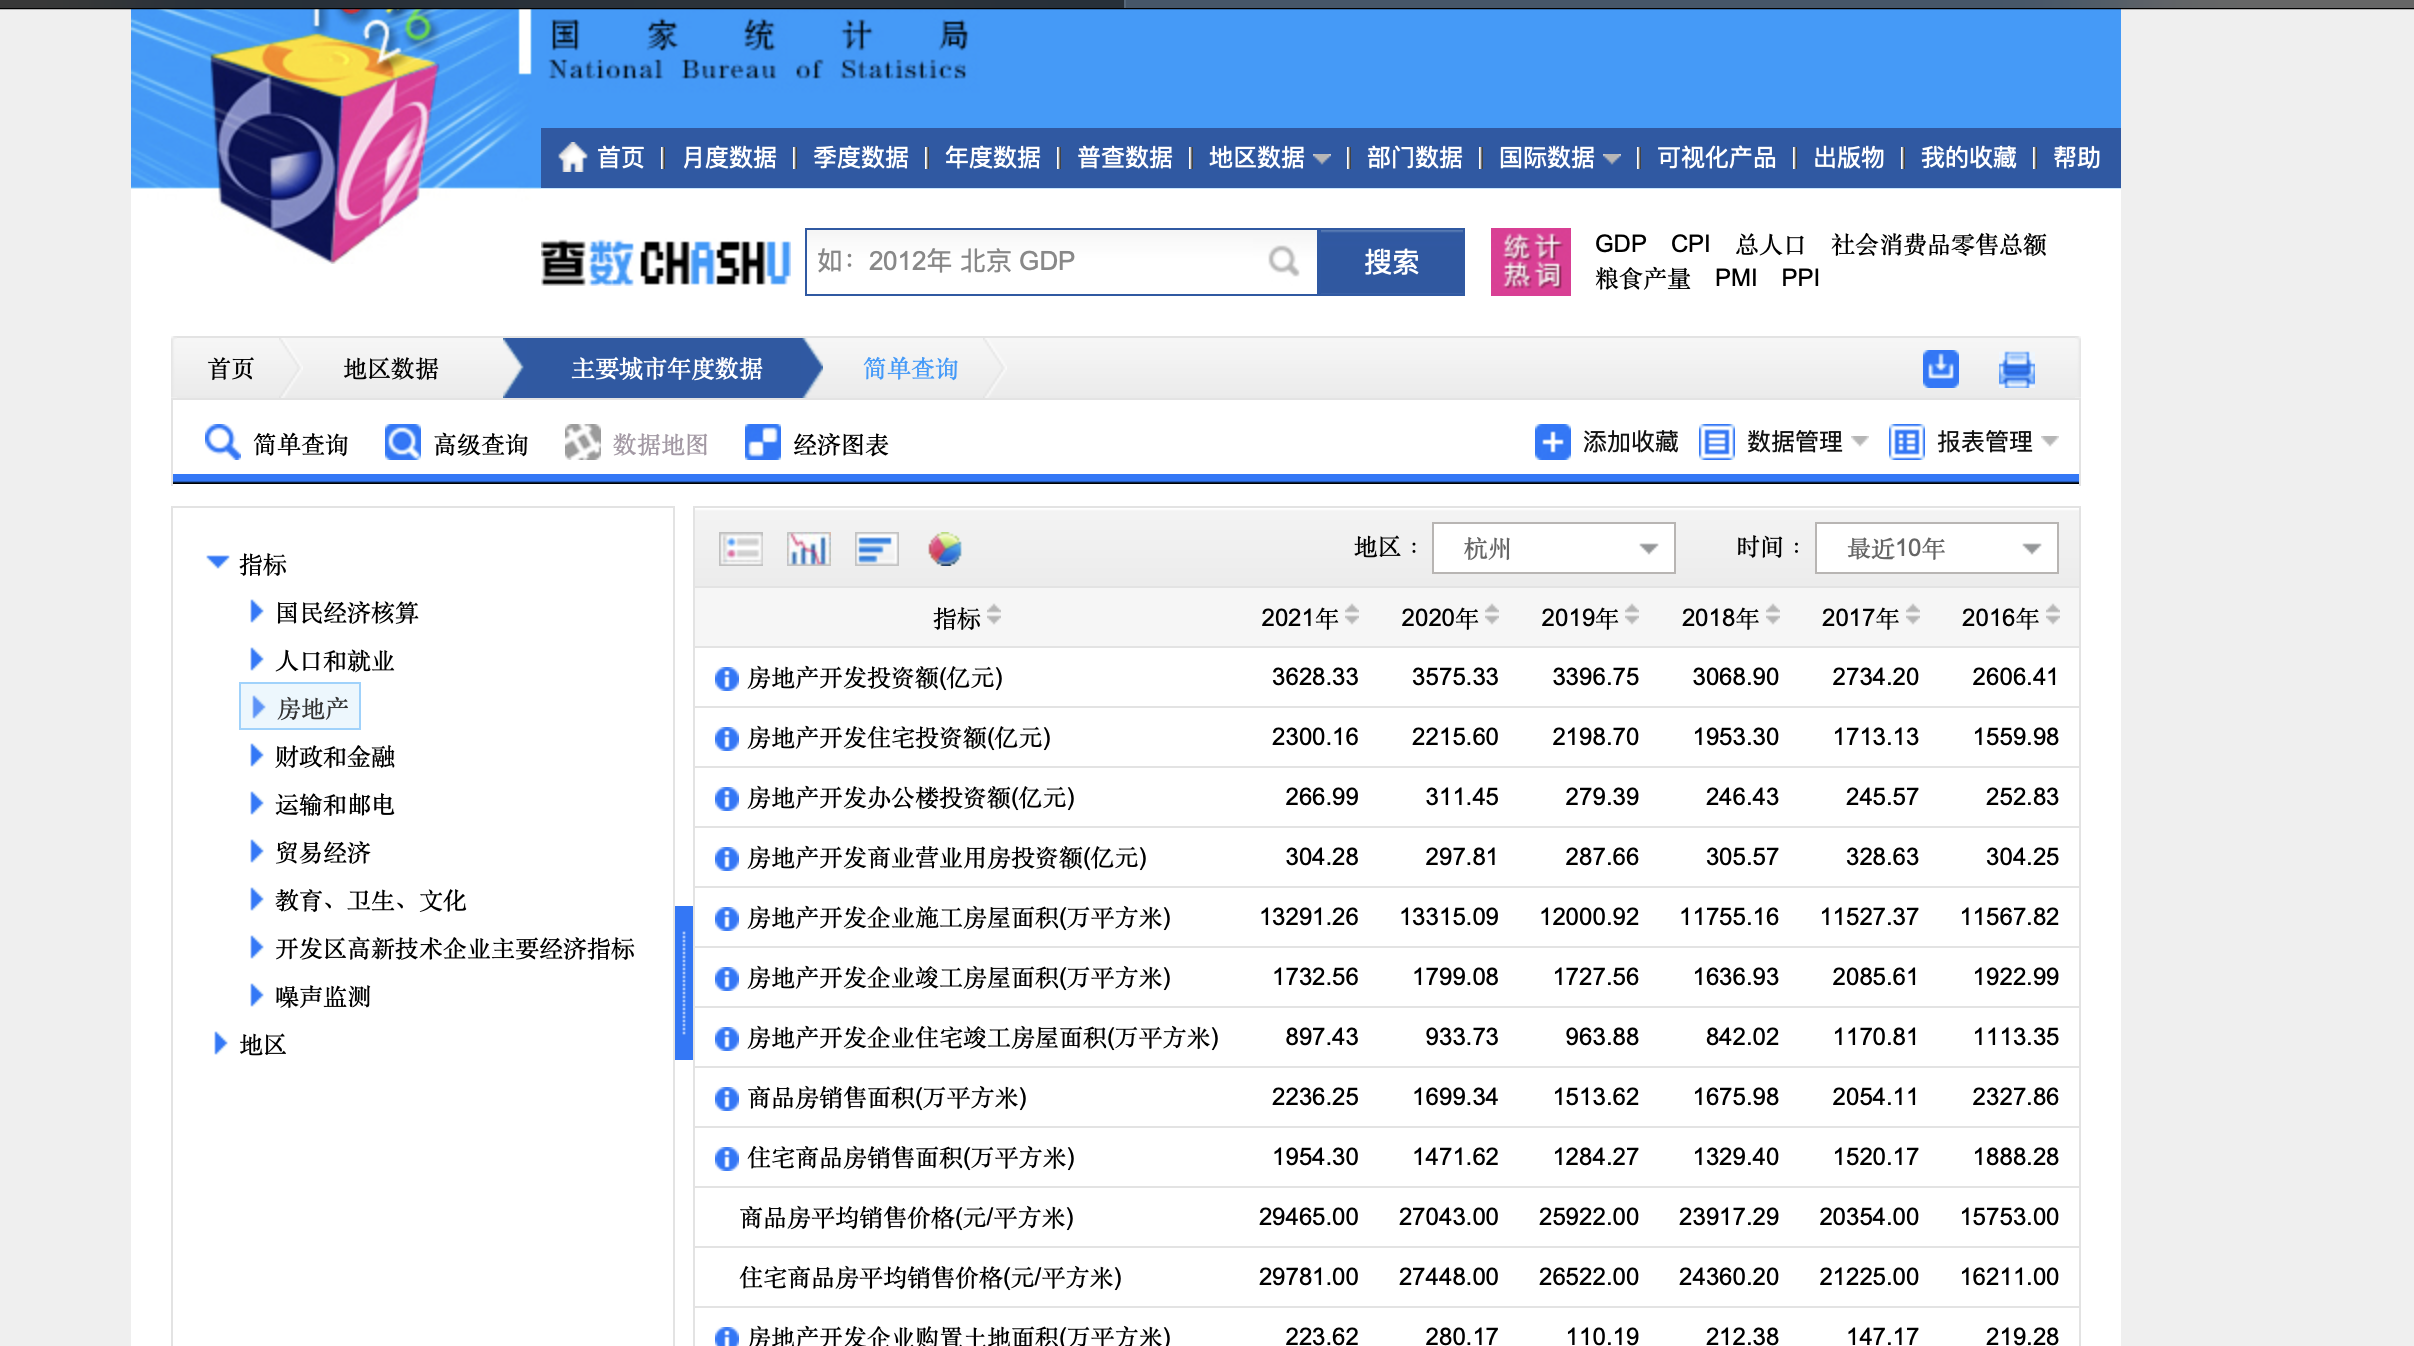 2 6
国家统计局
National Bureau of Statistics
首页 | 月度数据 | 季度数据 | 年度数据 | 普查数据 | 地区数据 | 部门数据 | 国际数据 | 可视化产品 | 出版物 | 我的收藏 | 帮助
查数CHASHU 如：2012年 北京 GDP 搜索 统计热词 GDP CPI 总人口 社会消费品零售总额
粮食产量 PMI PPI
首页 地区数据 主要城市年度数据 简单查询
简单查询 高级查询 数据地图 经济图表 添加收藏 数据管理 报表管理
指标
国民经济核算
人口和就业
房地产
财政和金融
运输和邮电
贸易经济
教育、卫生、文化
开发区高新技术企业主要经济指标
噪声监测
地区
地区： 杭州 时间： 最近10年
指标 2021年 2020年 2019年 2018年 2017年 2016年
房地产开发投资额(亿元) 3628.33 3575.33 3396.75 3068.90 2734.20 2606.41
房地产开发住宅投资额(亿元) 2300.16 2215.60 2198.70 1953.30 1713.13 1559.98
房地产开发办公楼投资额(亿元) 266.99 311.45 279.39 246.43 245.57 252.83
房地产开发商业营业用房投资额(亿元) 304.28 297.81 287.66 305.57 328.63 304.25
房地产开发企业施工房屋面积(万平方米) 13291.26 13315.09 12000.92 11755.16 11527.37 11567.82
房地产开发企业竣工房屋面积(万平方米) 1732.56 1799.08 1727.56 1636.93 2085.61 1922.99
房地产开发企业住宅竣工房屋面积(万平方米) 897.43 933.73 963.88 842.02 1170.81 1113.35
商品房销售面积(万平方米) 2236.25 1699.34 1513.62 1675.98 2054.11 2327.86
住宅商品房销售面积(万平方米) 1954.30 1471.62 1284.27 1329.40 1520.17 1888.28
商品房平均销售价格(元/平方米) 29465.00 27043.00 25922.00 23917.29 20354.00 15753.00
住宅商品房平均销售价格(元/平方米) 29781.00 27448.00 26522.00 24360.20 21225.00 16211.00
房地产开发企业购置土地面积(万平方米) 223.62 280.17 110.19 212.38 147.17 219.28